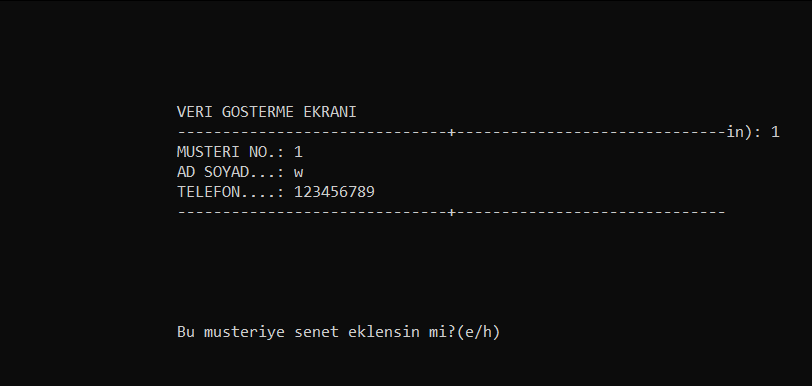 VERI GOSTERME EKRANI
------------------------------+------------------------------in): 1
MUSTERI NO.: 1
AD SOYAD...: w
TELEFON....: 123456789
------------------------------+------------------------------
Bu musteriye senet eklensin mi?(e/h)